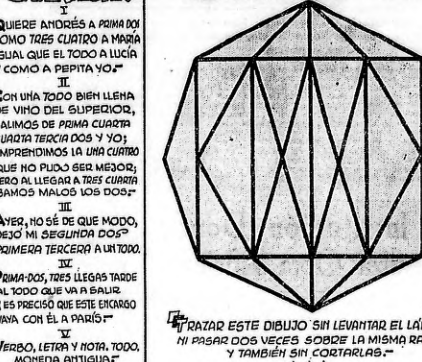 I
QUIERE ANDRÉS A PRIMA DOS
COMO TRES CUATRO A MARÍA
IGUAL QUE EL TODO A LUCÍA
Y COMO A PEPITA YO.-
II
CON UNA TODO BIEN LLENA
DE VINO DEL SUPERIOR,
SALIMOS DE PRIMA CUARTA
CUARTA TERCIA DOS Y YO;
EMPRENDIMOS LA UNA CUATRO
QUE NO PUDO SER MEJOR;
PERO AL LLEGAR A TRES CUARTA
ÍBAMOS MALOS LOS DOS.-
III
AYER, NO SÉ DE QUE MODO,
DEJÓ MI SEGUNDA DOS
PRIMERA TERCERA A UN TODO.
IV
PRIMA-DOS, TRES LLEGAS TARDE
AL TODO QUE VA A SALIR
ES PRECISO QUE ESTE ENCARGO
VAYA CON ÉL A PARÍS.-
V
VERBO, LETRA Y NOTA. TODO,
MONEDA ANTIGUA.-
TRAZAR ESTE DIBUJO SIN LEVANTAR EL LÁ
NI PASAR DOS VECES SOBRE LA MISMA RA
Y TAMBIÉN SIN CORTARLAS.-